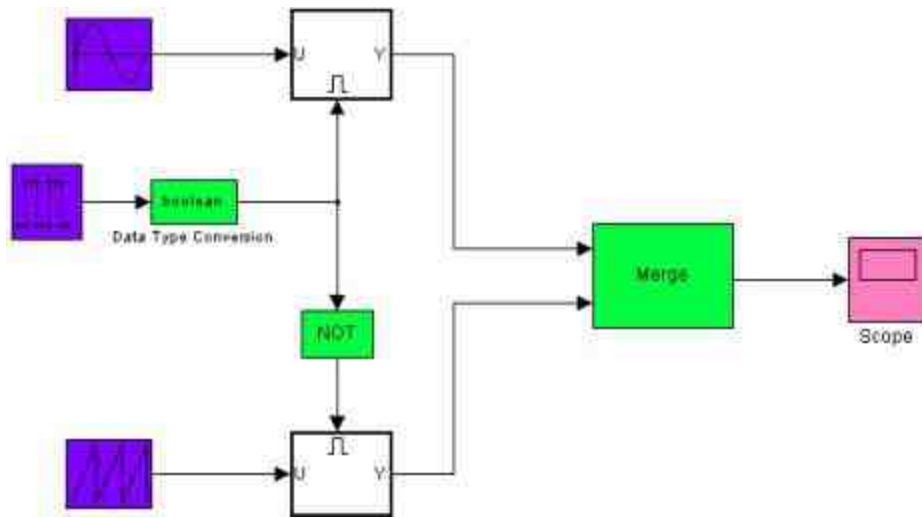 U Y
boolean
Data Type Conversion
Merge
NOT
Scope
U Y